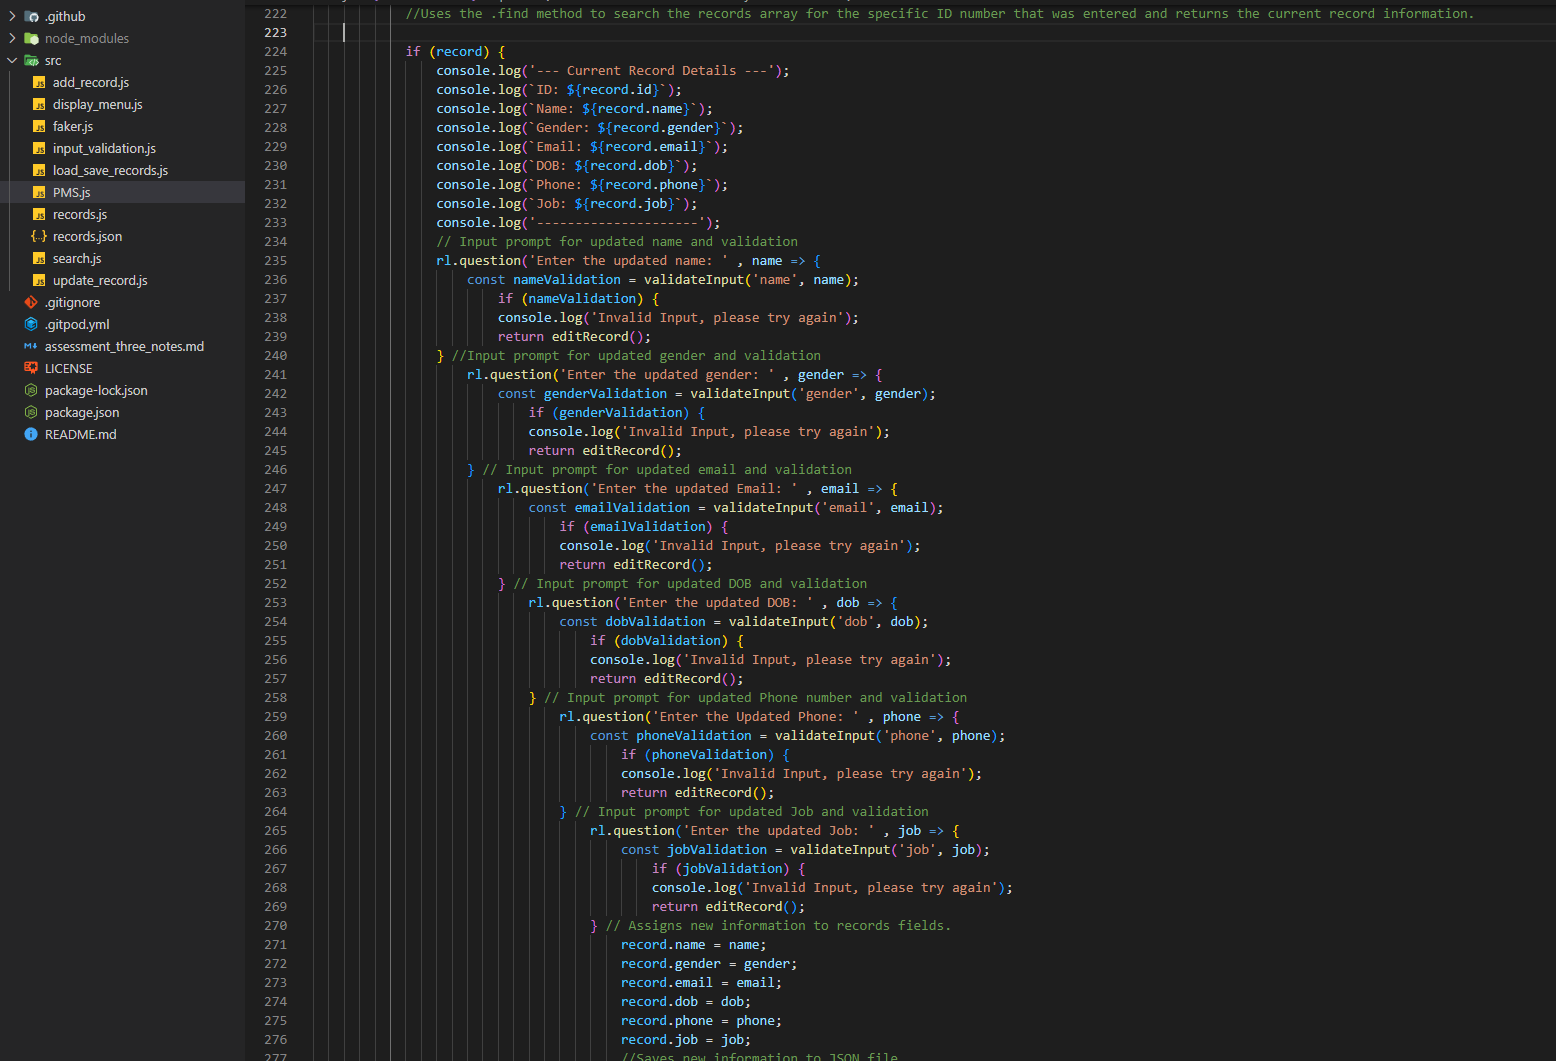 .github
node_modules
src
add_record.js
display_menu.js
faker.js
input_validation.js
load_save_records.js
PMS.js
records.js
records.json
search.js
update_record.js
.gitignore
.gitpod.yml
assessment_three_notes.md
LICENSE
package-lock.json
package.json
README.md
222 //Uses the .find method to search the records array for the specific ID number that was entered and returns the current record information.
223
224 if (record) {
225 console.log('--- Current Record Details ---');
226 console.log(`ID: ${record.id}`);
227 console.log(`Name: ${record.name}`);
228 console.log(`Gender: ${record.gender}`);
229 console.log(`Email: ${record.email}`);
230 console.log(`DOB: ${record.dob}`);
231 console.log(`Phone: ${record.phone}`);
232 console.log(`Job: ${record.job}`);
233 console.log('---------------------');
234 // Input prompt for updated name and validation
235 rl.question('Enter the updated name: ' , name => {
236 const nameValidation = validateInput('name', name);
237 if (nameValidation) {
238 console.log('Invalid Input, please try again');
239 return editRecord();
240 } //Input prompt for updated gender and validation
241 rl.question('Enter the updated gender: ' , gender => {
242 const genderValidation = validateInput('gender', gender);
243 if (genderValidation) {
244 console.log('Invalid Input, please try again');
245 return editRecord();
246 } // Input prompt for updated email and validation
247 rl.question('Enter the updated Email: ' , email => {
248 const emailValidation = validateInput('email', email);
249 if (emailValidation) {
250 console.log('Invalid Input, please try again');
251 return editRecord();
252 } // Input prompt for updated DOB and validation
253 rl.question('Enter the updated DOB: ' , dob => {
254 const dobValidation = validateInput('dob', dob);
255 if (dobValidation) {
256 console.log('Invalid Input, please try again');
257 return editRecord();
258 } // Input prompt for updated Phone number and validation
259 rl.question('Enter the Updated Phone: ' , phone => {
260 const phoneValidation = validateInput('phone', phone);
261 if (phoneValidation) {
262 console.log('Invalid Input, please try again');
263 return editRecord();
264 } // Input prompt for updated Job and validation
265 rl.question('Enter the updated Job: ' , job => {
266 const jobValidation = validateInput('job', job);
267 if (jobValidation) {
268 console.log('Invalid Input, please try again');
269 return editRecord();
270 } // Assigns new information to records fields.
271 record.name = name;
272 record.gender = gender;
273 record.email = email;
274 record.dob = dob;
275 record.phone = phone;
276 record.job = job;
277 //Saves new information to JSON file